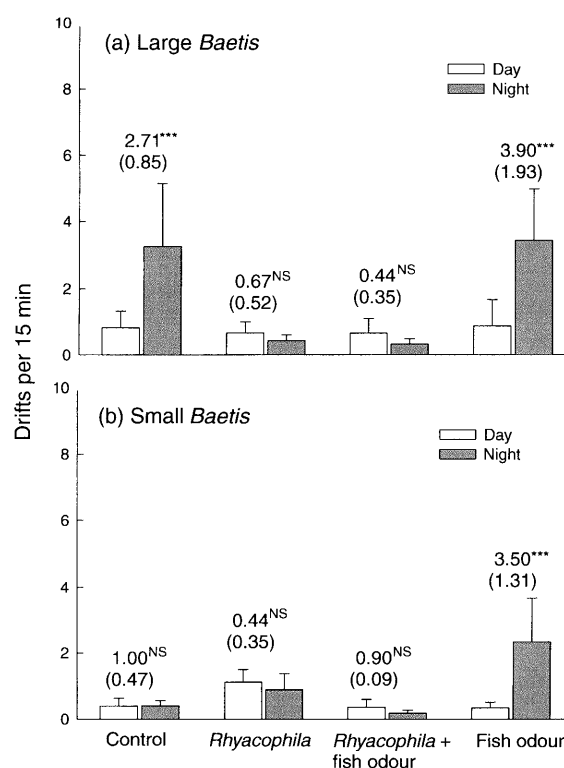 10
(a) Large Baetis
Day
Night
8
6
2.71***
(0.85)
3.90***
(1.93)
4
2
0.67NS
(0.52)
0.44NS
(0.35)
0
Drifts per 15 min
10
(b) Small Baetis
Day
Night
8
6
4
3.50***
(1.31)
2
1.00NS
(0.47)
0.44NS
(0.35)
0.90NS
(0.09)
0
Control
Rhyacophila
Rhyacophila +
fish odour
Fish odour